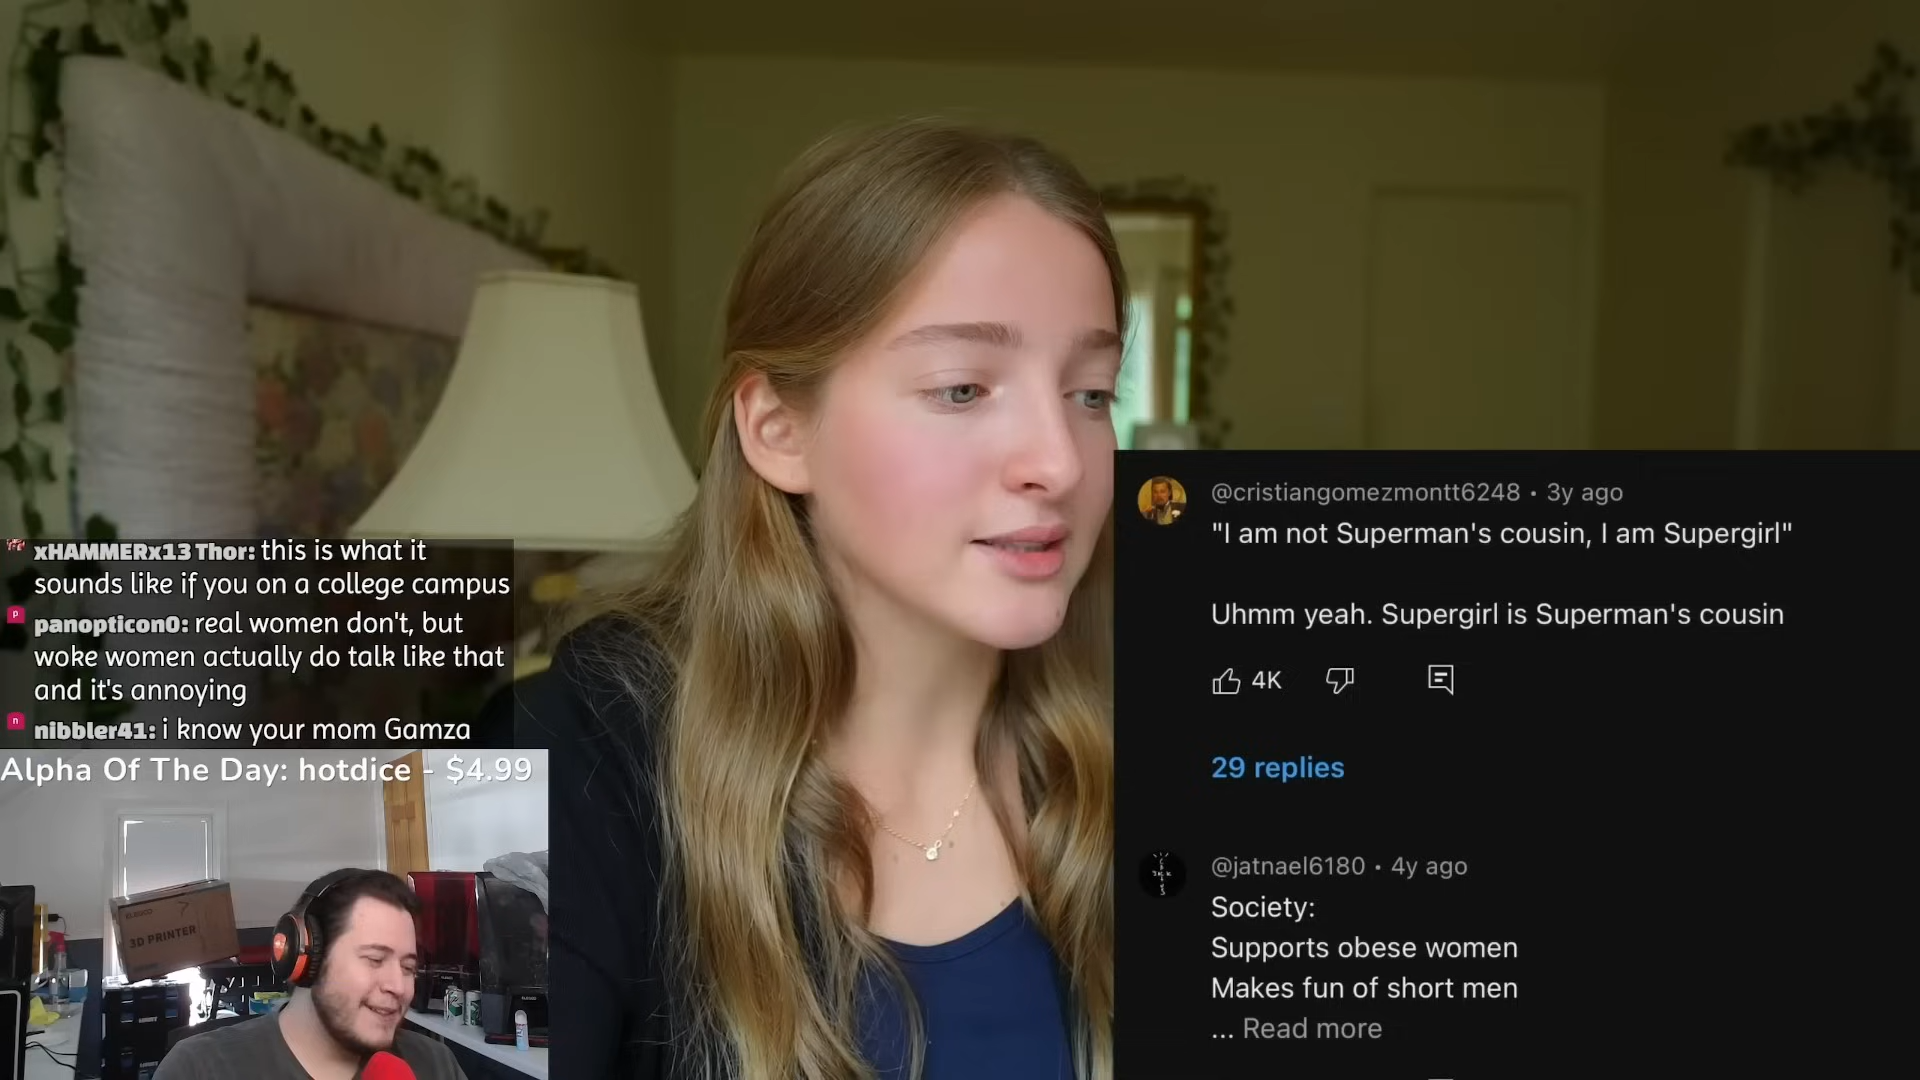 @cristiangomezmontt6248 • 3y ago
"I am not Superman's cousin, I am Supergirl"
Uhmm yeah. Supergirl is Superman's cousin
4K
29 replies
@jatnael6180 • 4y ago
Society:
Supports obese women
Makes fun of short men
... Read more
xHAMMERx13 Thor: this is what it
sounds like if you on a college campus
p
panopticon0: real women don't, but
woke women actually do talk like that
and it's annoying
n
nibbler41: i know your mom Gamza
Alpha Of The Day: hotdice - $4.99
ELEGOO
3D PRINTER